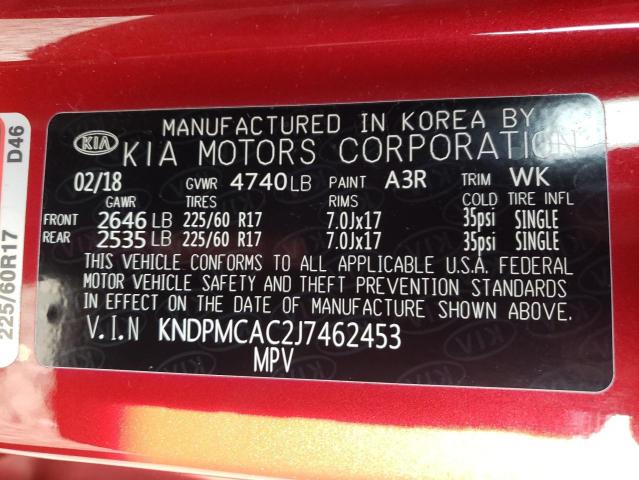 MANUFACTURED IN KOREA BY
KIA KIA MOTORS CORPORATION
02/18 GVWR 4740 LB PAINT A3R TRIM WK
GAWR TIRES RIMS COLD TIRE INFL
FRONT 2646 LB 225/60 R17 7.0Jx17 35psi SINGLE
REAR 2535 LB 225/60 R17 7.0Jx17 35psi SINGLE
THIS VEHICLE CONFORMS TO ALL APPLICABLE U.S.A. FEDERAL
MOTOR VEHICLE SAFETY AND THEFT PREVENTION STANDARDS
IN EFFECT ON THE DATE OF MANUFACTURE SHOWN ABOVE.
V.I.N KNDPMCAC2J7462453
MPV
225/60R17 D46